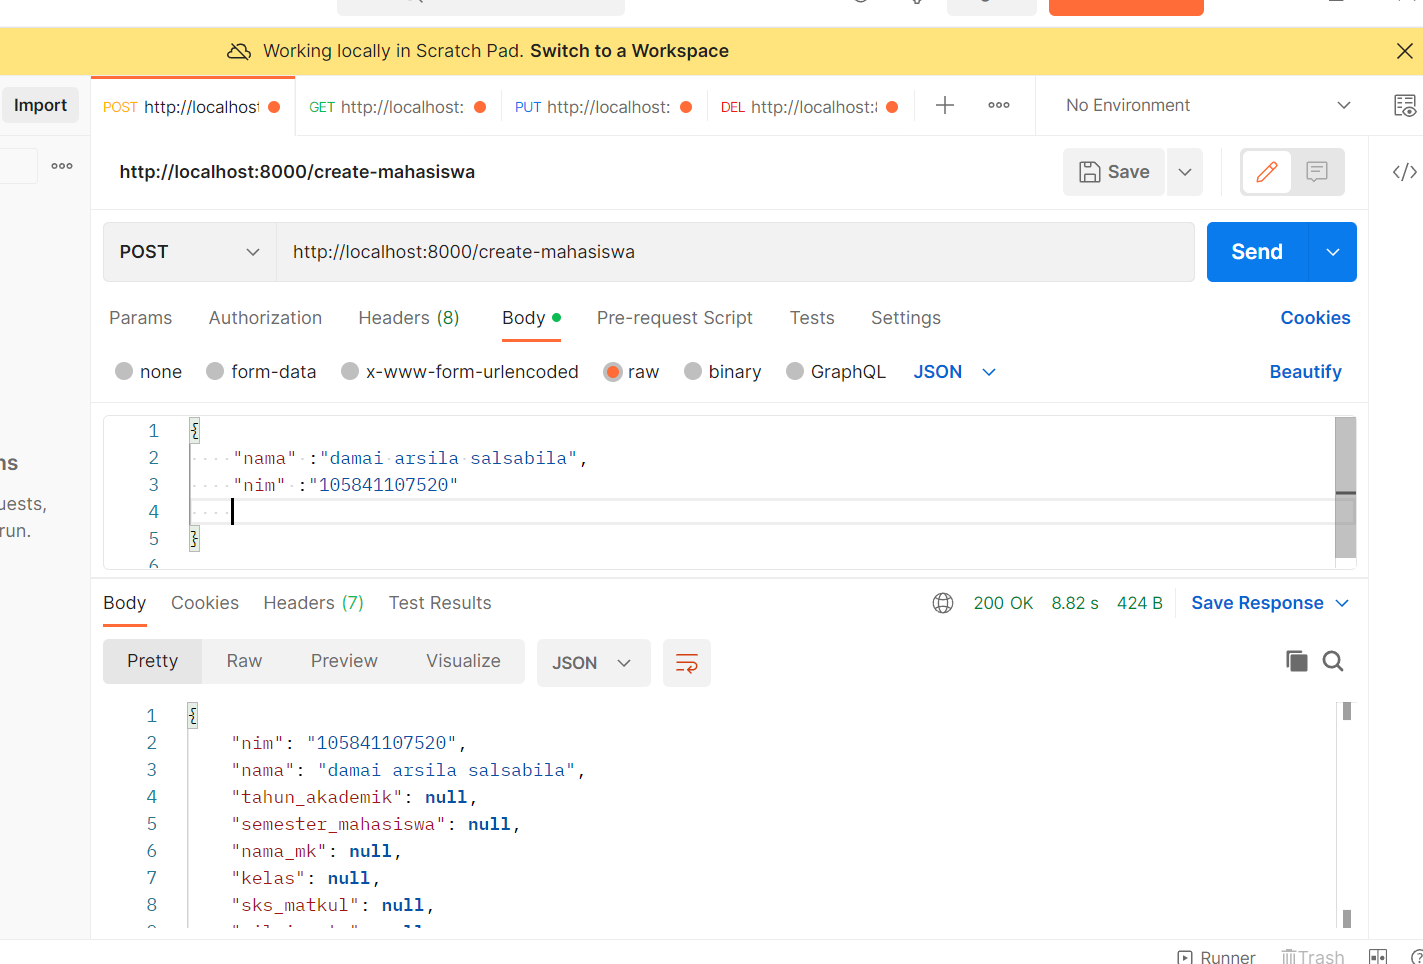 Working locally in Scratch Pad. Switch to a Workspace
Import
POST http://localhost
GET http://localhost:
PUT http://localhost:
DEL http://localhost:
No Environment
http://localhost:8000/create-mahasiswa
Save
</>
POST
http://localhost:8000/create-mahasiswa
Send
Params
Authorization
Headers (8)
Body
Pre-request Script
Tests
Settings
Cookies
none
form-data
x-www-form-urlencoded
raw
binary
GraphQL
JSON
Beautify
1 {
2 "nama" :"damai arsila salsabila",
3 "nim" :"105841107520"
4
5 }
6
ns
uests,
run.
Body
Cookies
Headers (7)
Test Results
200 OK
8.82 s
424 B
Save Response
Pretty
Raw
Preview
Visualize
JSON
1 {
2 "nim": "105841107520",
3 "nama": "damai arsila salsabila",
4 "tahun_akademik": null,
5 "semester_mahasiswa": null,
6 "nama_mk": null,
7 "kelas": null,
8 "sks_matkul": null,
Runner
Trash